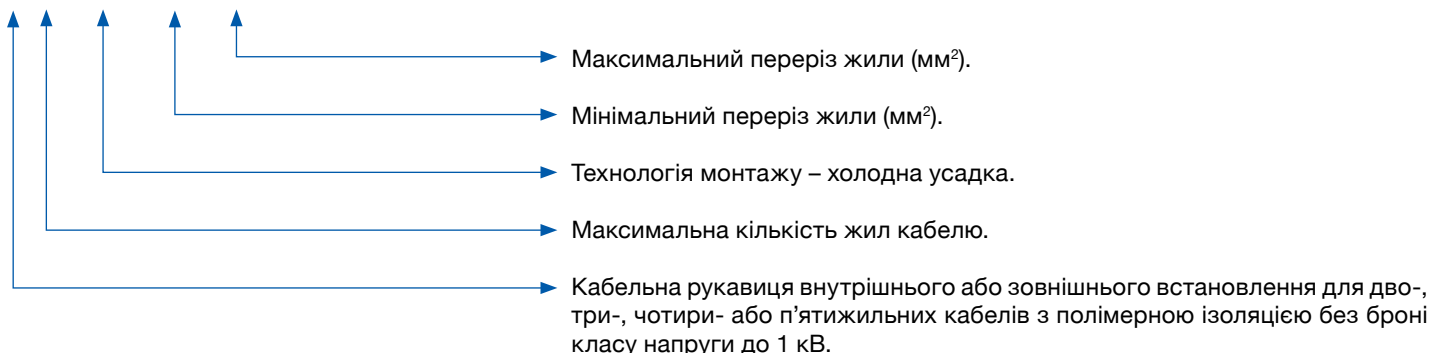 Максимальний переріз жили (мм²).
Мінімальний переріз жили (мм²).
Технологія монтажу – холодна усадка.
Максимальна кількість жил кабелю.
Кабельна рукавиця внутрішнього або зовнішнього встановлення для дво-,
три-, чотири- або п’ятижильних кабелів з полімерною ізоляцією без броні
класу напруги до 1 кВ.